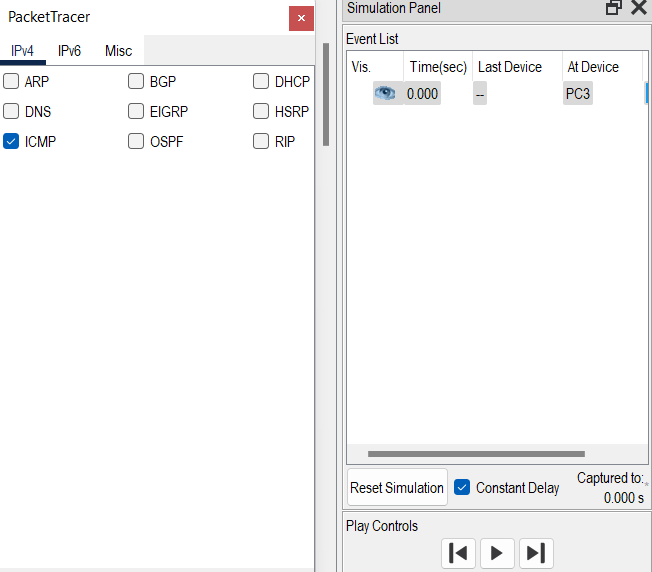 PacketTracer
IPv4 IPv6 Misc
ARP BGP DHCP
DNS EIGRP HSRP
ICMP OSPF RIP
Simulation Panel
Event List
Vis. Time(sec) Last Device At Device
0.000 -- PC3
Reset Simulation Constant Delay Captured to:
0.000 s
Play Controls